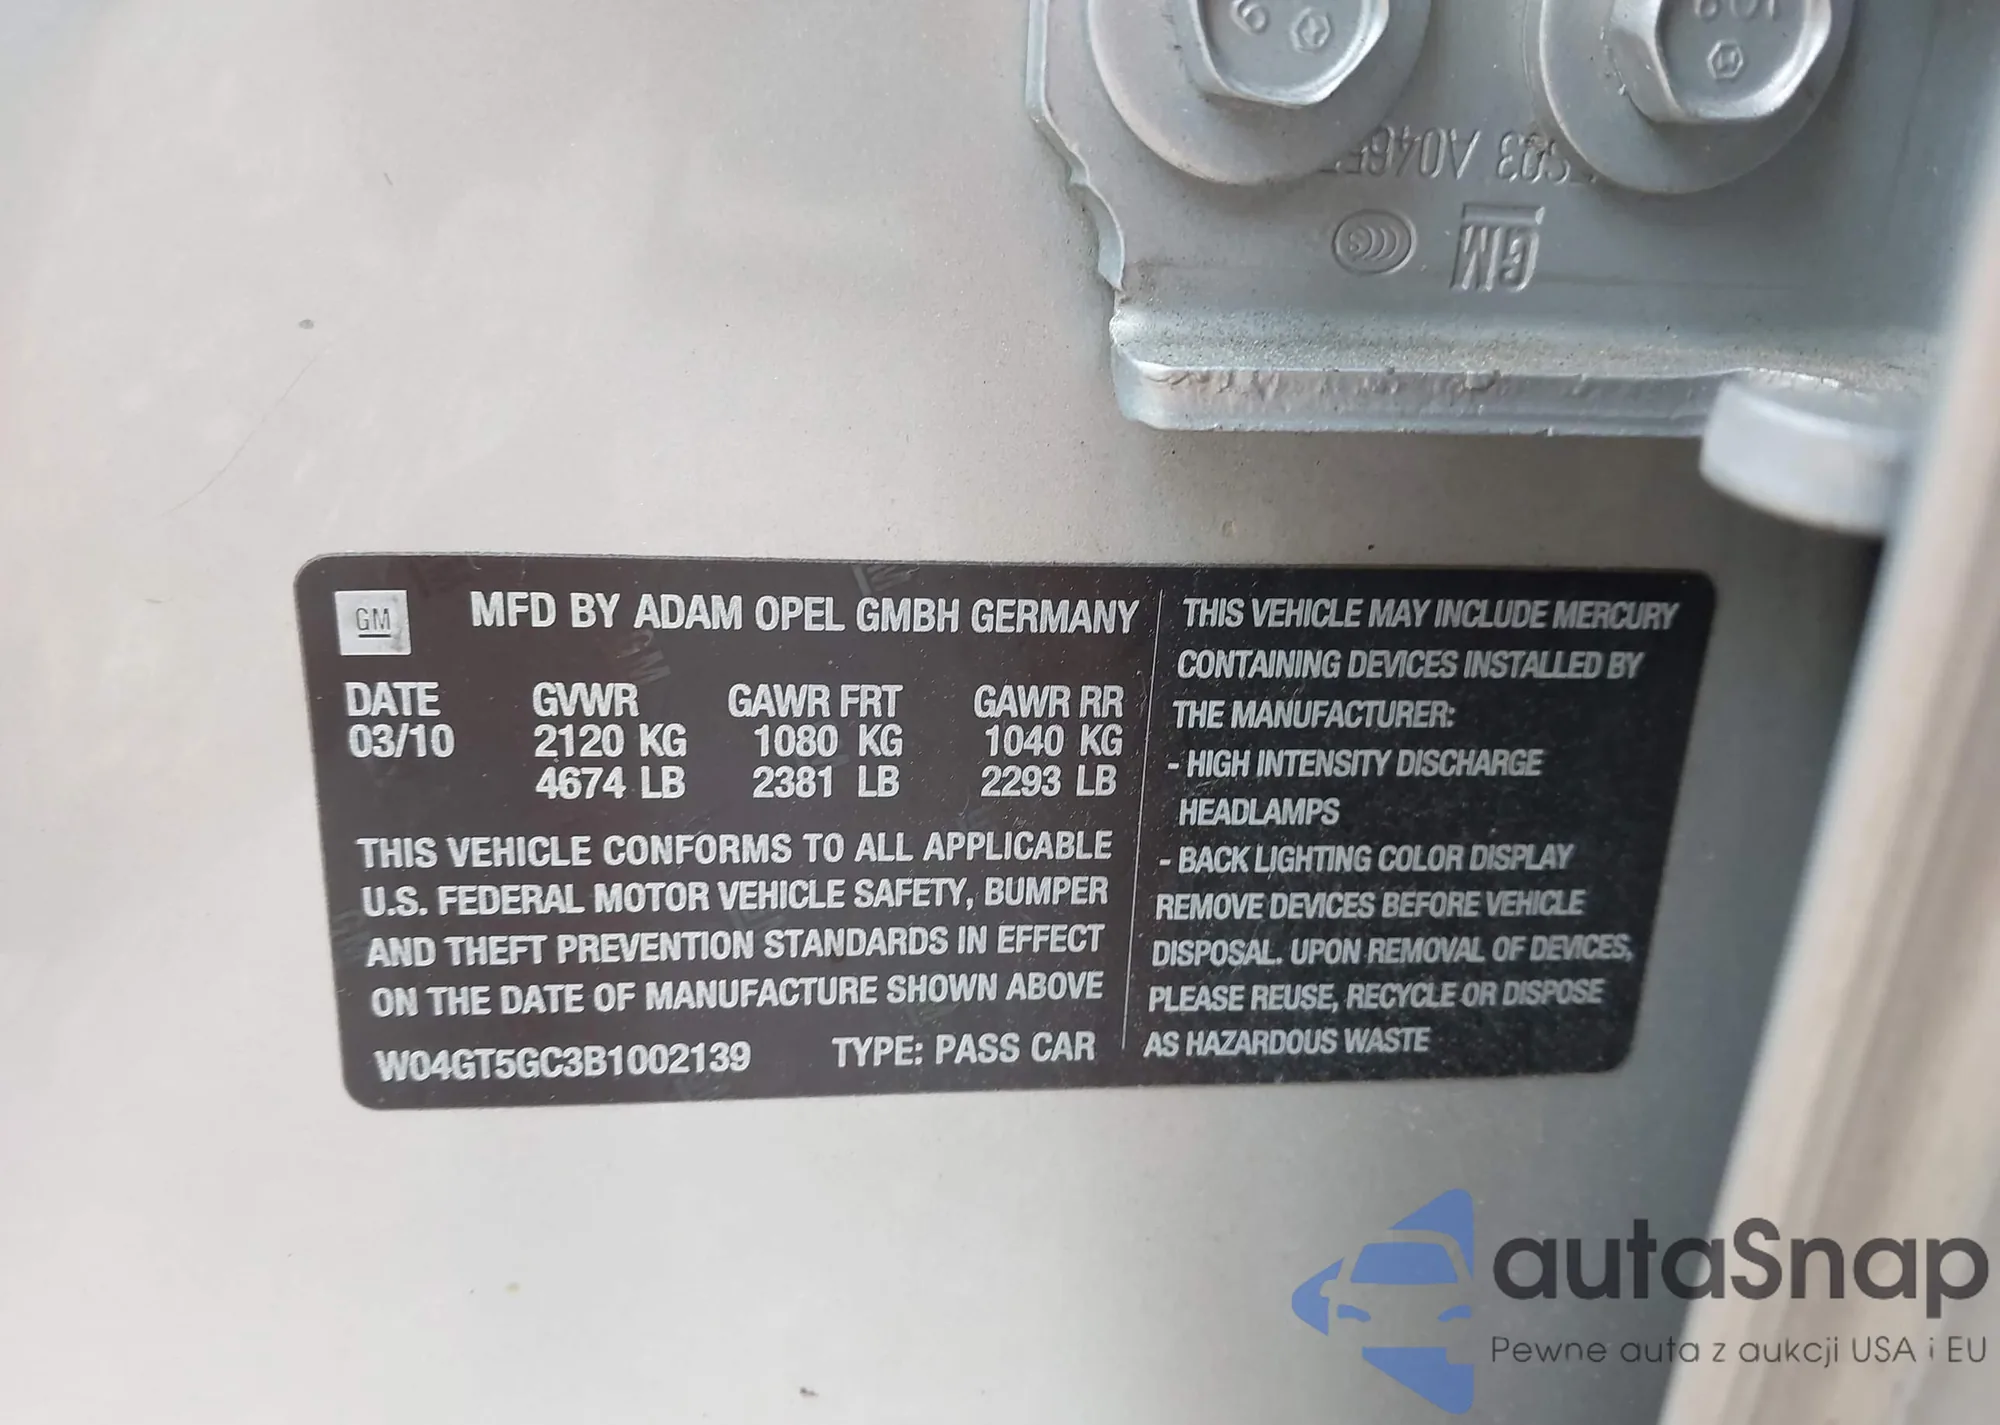 9
109
S03 A046
GM
GM
MFD BY ADAM OPEL GMBH GERMANY
DATE GVWR GAWR FRT GAWR RR
03/10 2120 KG 1080 KG 1040 KG
4674 LB 2381 LB 2293 LB
THIS VEHICLE CONFORMS TO ALL APPLICABLE
U.S. FEDERAL MOTOR VEHICLE SAFETY, BUMPER
AND THEFT PREVENTION STANDARDS IN EFFECT
ON THE DATE OF MANUFACTURE SHOWN ABOVE
W04GT5GC3B1002139 TYPE: PASS CAR
THIS VEHICLE MAY INCLUDE MERCURY
CONTAINING DEVICES INSTALLED BY
THE MANUFACTURER:
- HIGH INTENSITY DISCHARGE
HEADLAMPS
- BACK LIGHTING COLOR DISPLAY
REMOVE DEVICES BEFORE VEHICLE
DISPOSAL. UPON REMOVAL OF DEVICES,
PLEASE REUSE, RECYCLE OR DISPOSE
AS HAZARDOUS WASTE
autaSnap
Pewne auta z aukcji USA i EU